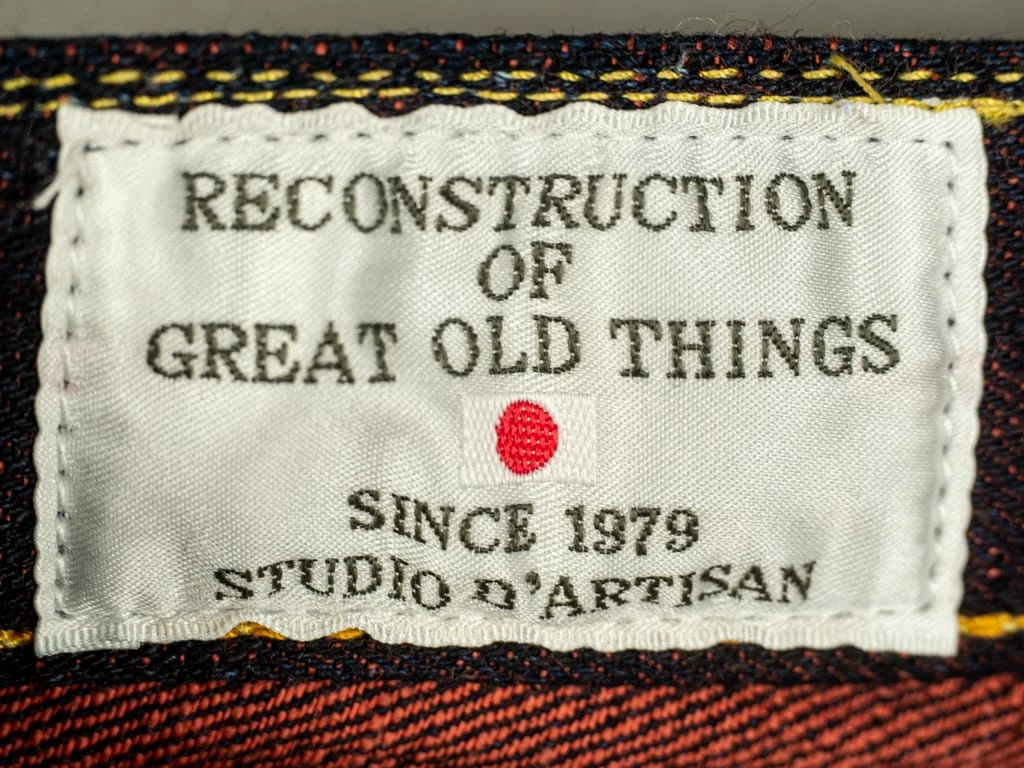 RECONSTRUCTION
OF
GREAT OLD THINGS
SINCE 1979
STUDIO D'ARTISAN